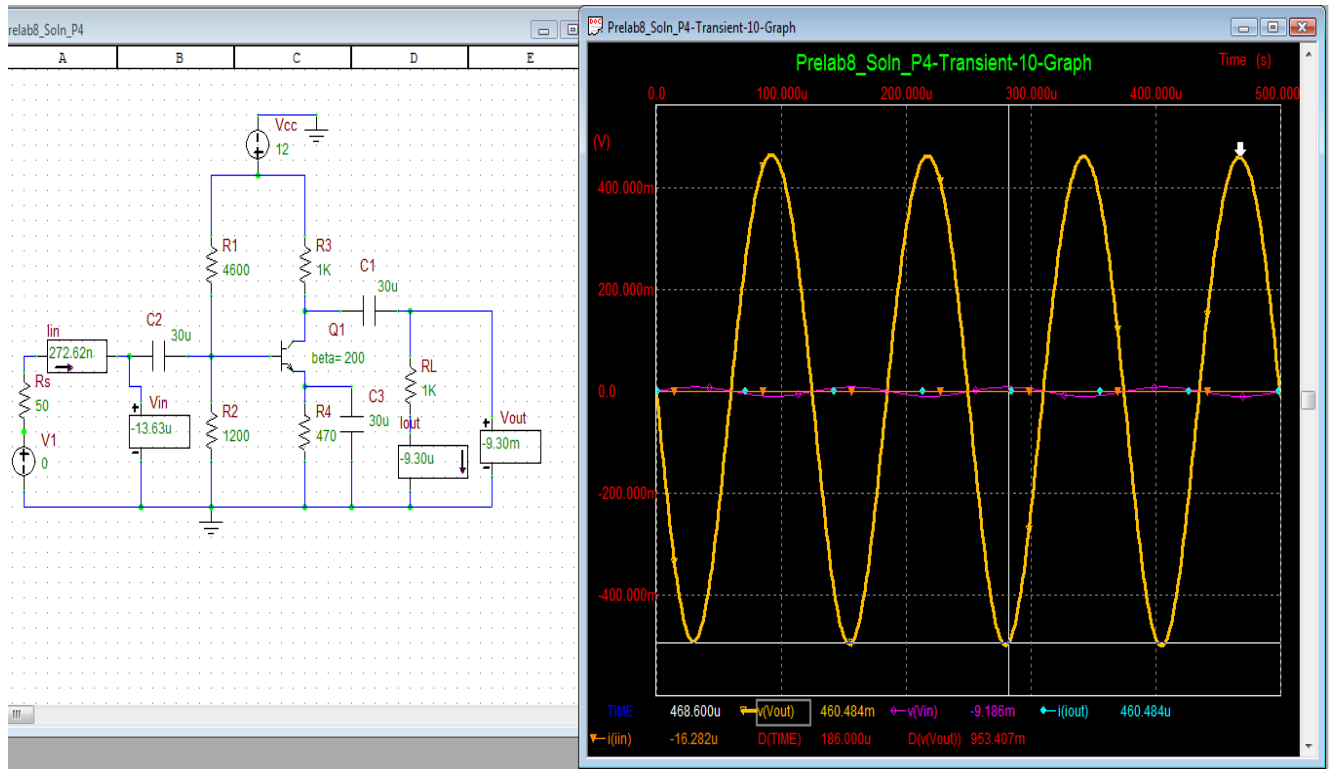 relab8_Soln_P4
A B C D E
Vcc
12
R1
4600
R3
1K
C1
30u
C2
30u
Q1
beta= 200
Iin
272.62n
Rs
50
V1
0
Vin
+
-13.63u
-
R2
1200
R4
470
C3
30u
RL
1K
Iout
-9.30u
Vout
+
-9.30m
-
DOC
Prelab8_Soln_P4-Transient-10-Graph
Prelab8_Soln_P4-Transient-10-Graph
Time (s)
0.0 100.000u 200.000u 300.000u 400.000u 500.000
(V)
400.000m
200.000m
0.0
-200.000m
-400.000m
TIME 468.600u v(Vout) 460.484m v(Vin) -9.186m i(iout) 460.484u
i(iin) -16.282u D(TIME) 186.000u D(v(Vout)) 953.407m